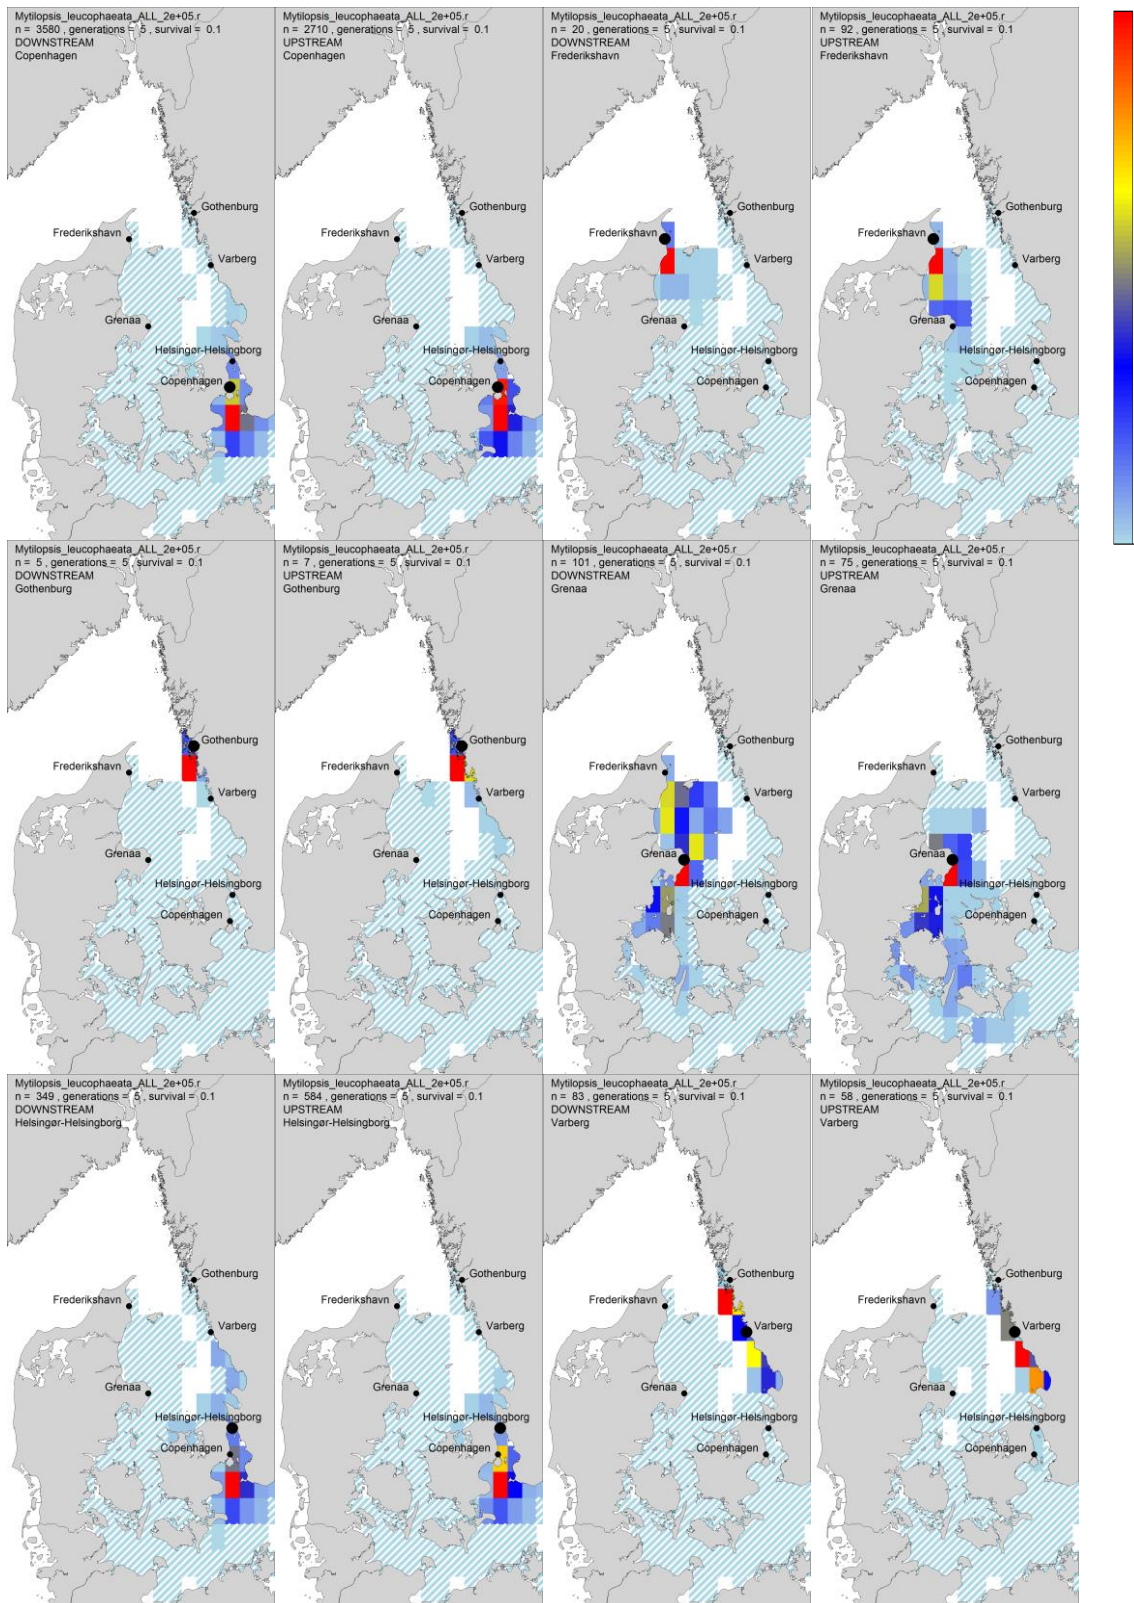 Mytilopsis_leucophaeata_ALL_2e+05.r
n = 3580 , generations = 5 , survival = 0.1
DOWNSTREAM
Copenhagen
Gothenburg
Frederikshavn
Varberg
Grenaa
Helsingør-Helsingborg
Copenhagen
Mytilopsis_leucophaeata_ALL_2e+05.r
n = 2710 , generations = 5 , survival = 0.1
UPSTREAM
Copenhagen
Gothenburg
Frederikshavn
Varberg
Grenaa
Helsingør-Helsingborg
Copenhagen
Mytilopsis_leucophaeata_ALL_2e+05.r
n = 20 , generations = 5 , survival = 0.1
DOWNSTREAM
Frederikshavn
Gothenburg
Frederikshavn
Varberg
Grenaa
Helsingør-Helsingborg
Copenhagen
Mytilopsis_leucophaeata_ALL_2e+05.r
n = 92 , generations = 5 , survival = 0.1
UPSTREAM
Frederikshavn
Gothenburg
Frederikshavn
Varberg
Grenaa
Helsingør-Helsingborg
Copenhagen
Mytilopsis_leucophaeata_ALL_2e+05.r
n = 5 , generations = 5 , survival = 0.1
DOWNSTREAM
Gothenburg
Gothenburg
Frederikshavn
Varberg
Grenaa
Helsingør-Helsingborg
Copenhagen
Mytilopsis_leucophaeata_ALL_2e+05.r
n = 7 , generations = 5 , survival = 0.1
UPSTREAM
Gothenburg
Gothenburg
Frederikshavn
Varberg
Grenaa
Helsingør-Helsingborg
Copenhagen
Mytilopsis_leucophaeata_ALL_2e+05.r
n = 101 , generations = 5 , survival = 0.1
DOWNSTREAM
Grenaa
Gothenburg
Frederikshavn
Varberg
Grenaa
Helsingør-Helsingborg
Copenhagen
Mytilopsis_leucophaeata_ALL_2e+05.r
n = 75 , generations = 5 , survival = 0.1
UPSTREAM
Grenaa
Gothenburg
Frederikshavn
Varberg
Grenaa
Helsingør-Helsingborg
Copenhagen
Mytilopsis_leucophaeata_ALL_2e+05.r
n = 349 , generations = 5 , survival = 0.1
DOWNSTREAM
Helsingør-Helsingborg
Gothenburg
Frederikshavn
Varberg
Grenaa
Helsingør-Helsingborg
Copenhagen
Mytilopsis_leucophaeata_ALL_2e+05.r
n = 584 , generations = 5 , survival = 0.1
UPSTREAM
Helsingør-Helsingborg
Gothenburg
Frederikshavn
Varberg
Grenaa
Helsingør-Helsingborg
Copenhagen
Mytilopsis_leucophaeata_ALL_2e+05.r
n = 83 , generations = 5 , survival = 0.1
DOWNSTREAM
Varberg
Gothenburg
Frederikshavn
Varberg
Grenaa
Helsingør-Helsingborg
Copenhagen
Mytilopsis_leucophaeata_ALL_2e+05.r
n = 58 , generations = 5 , survival = 0.1
UPSTREAM
Varberg
Gothenburg
Frederikshavn
Varberg
Grenaa
Helsingør-Helsingborg
Copenhagen